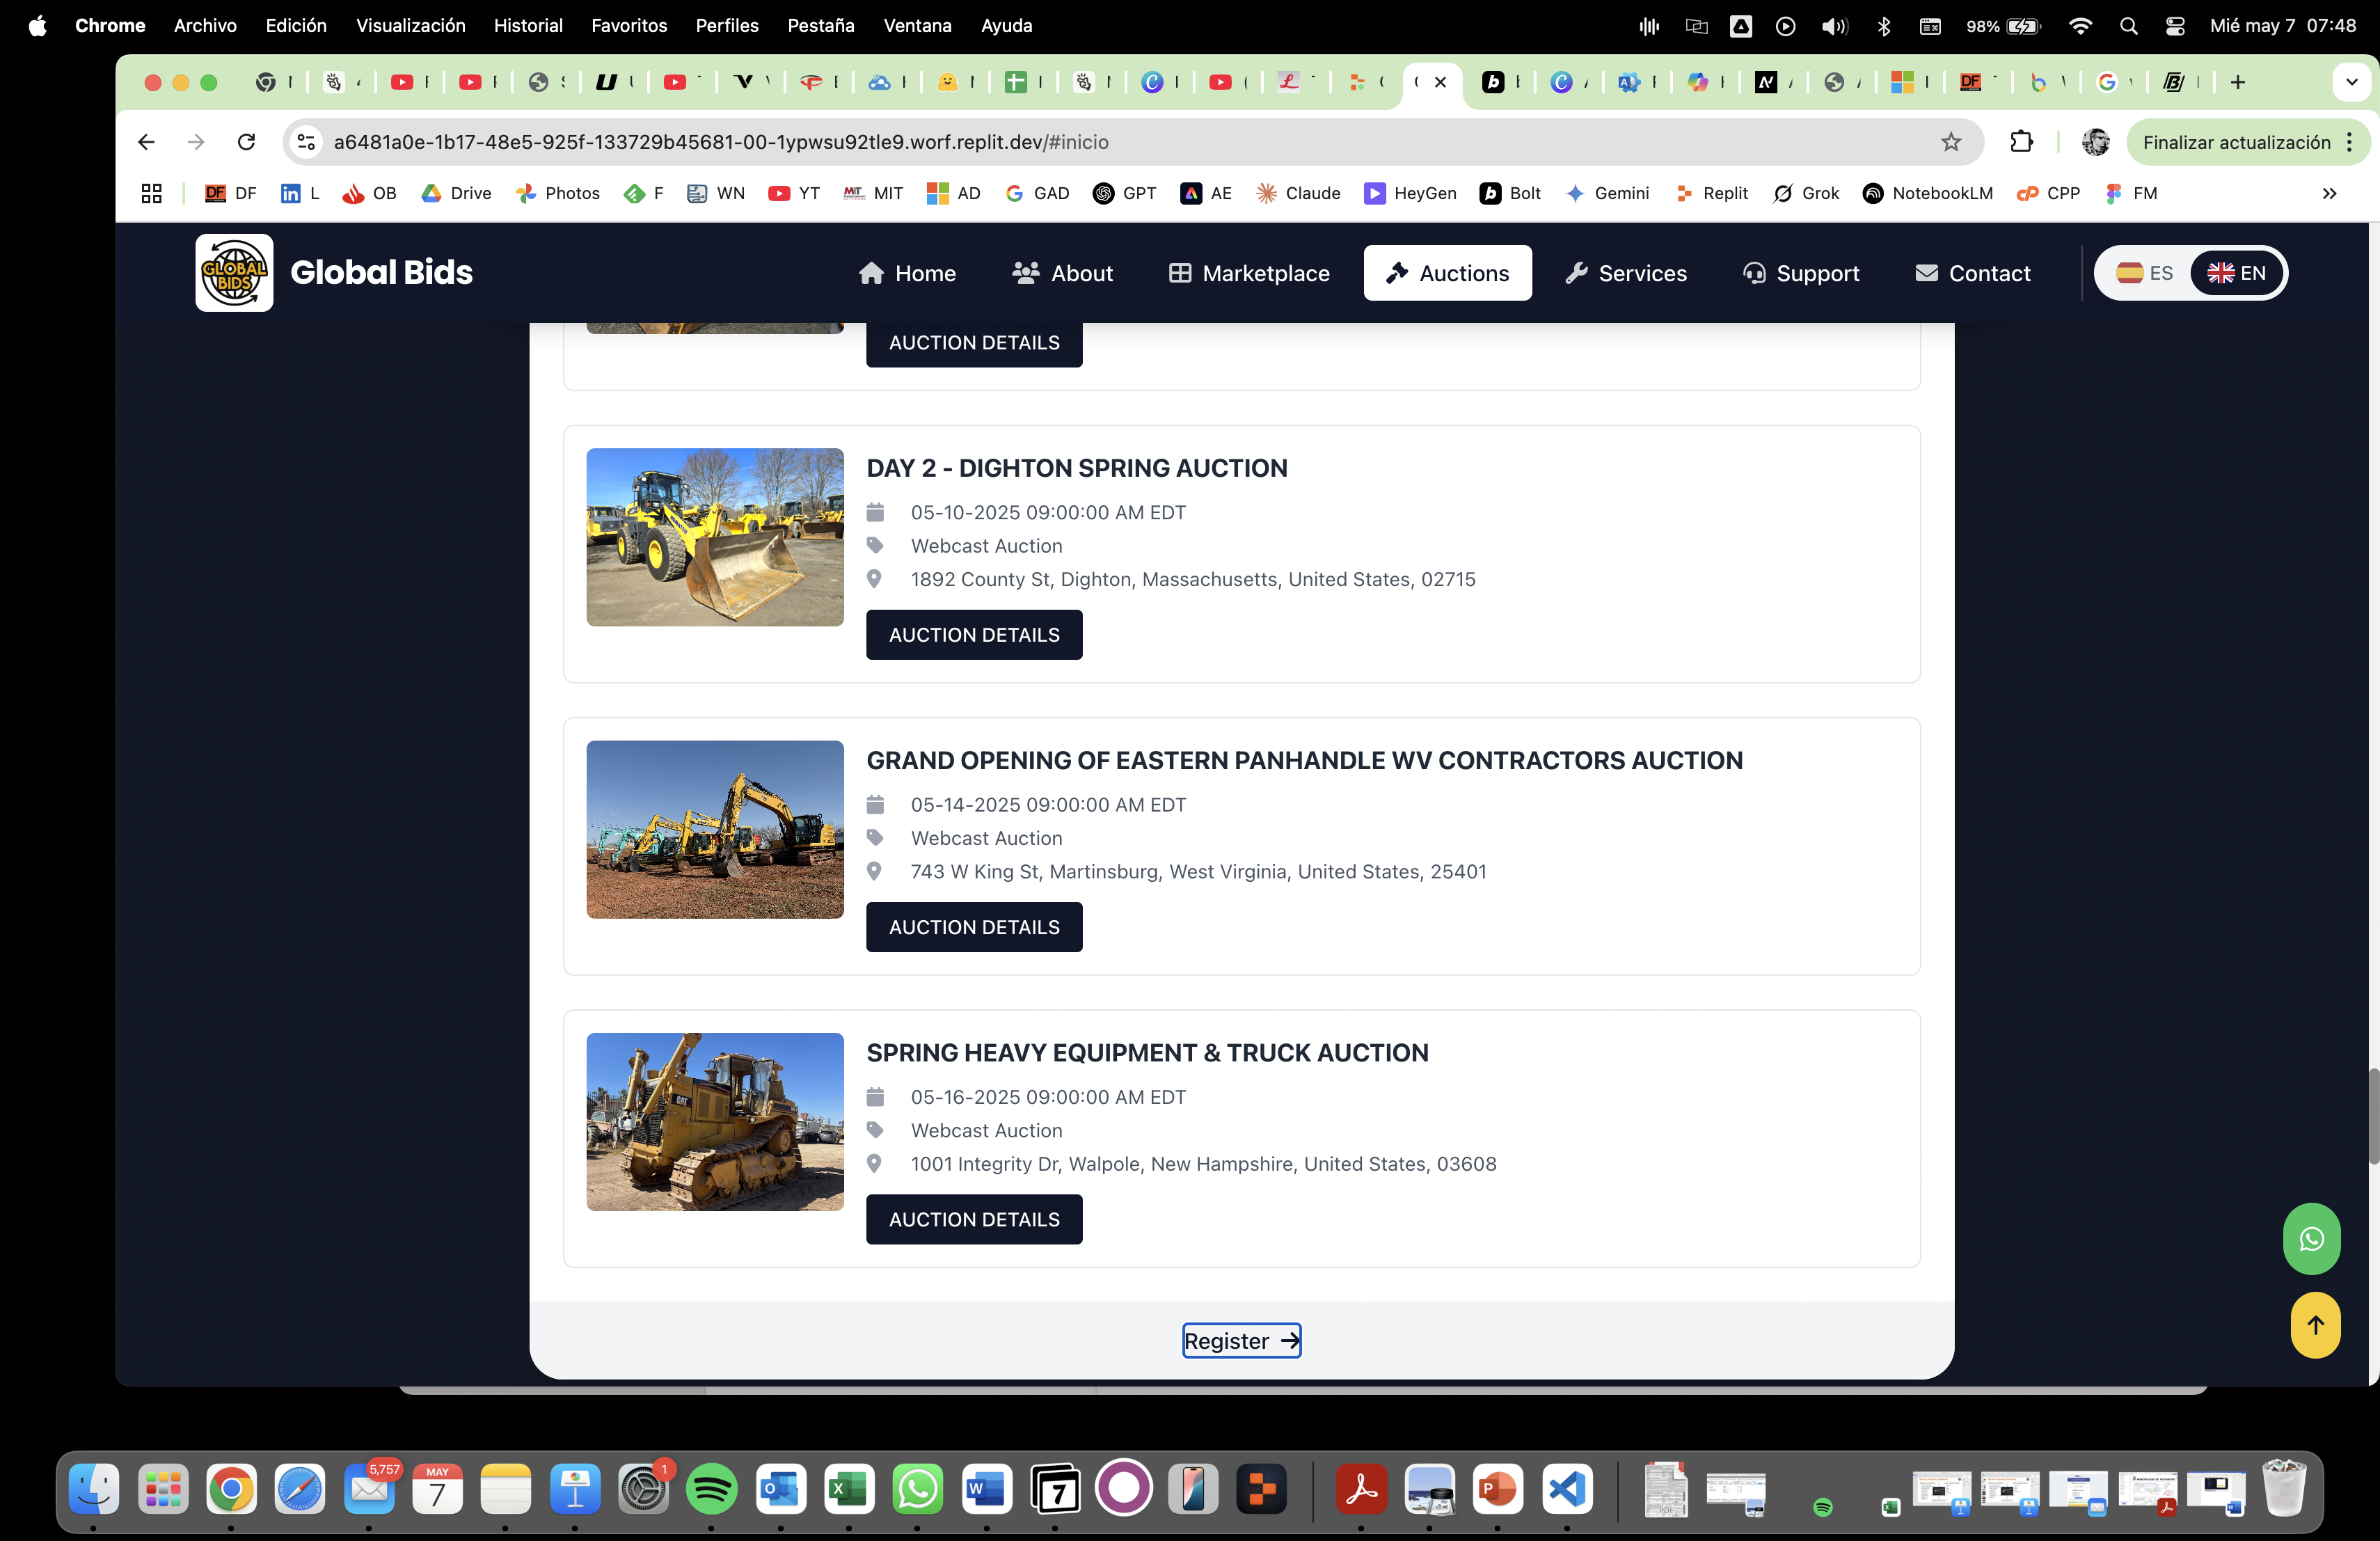 Chrome Archivo Edición Visualización Historial Favoritos Perfiles Pestaña Ventana Ayuda 98% Mié may 7 07:48
a6481a0e-1b17-48e5-925f-133729b45681-00-1ypwsu92tle9.worf.replit.dev/#inicio Finalizar actualización
DF L OB Drive Photos F WN YT MIT AD GAD GPT AE Claude HeyGen Bolt Gemini Replit Grok NotebookLM CPP FM
GLOBAL BIDS Global Bids Home About Marketplace Auctions Services Support Contact ES EN
AUCTION DETAILS
DAY 2 - DIGHTON SPRING AUCTION
05-10-2025 09:00:00 AM EDT
Webcast Auction
1892 County St, Dighton, Massachusetts, United States, 02715
AUCTION DETAILS
GRAND OPENING OF EASTERN PANHANDLE WV CONTRACTORS AUCTION
05-14-2025 09:00:00 AM EDT
Webcast Auction
743 W King St, Martinsburg, West Virginia, United States, 25401
AUCTION DETAILS
SPRING HEAVY EQUIPMENT & TRUCK AUCTION
05-16-2025 09:00:00 AM EDT
Webcast Auction
1001 Integrity Dr, Walpole, New Hampshire, United States, 03608
AUCTION DETAILS
Register →
5,757 MAY 7 1 7